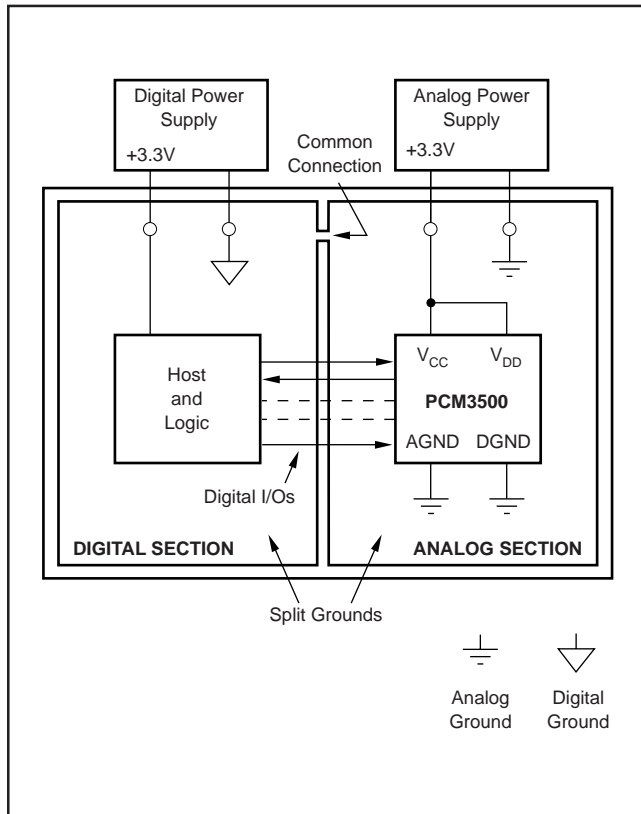 Digital Power
Supply
+3.3V
Analog Power
Supply
+3.3V
Common
Connection
Host
and
Logic
VCC VDD
PCM3500
AGND DGND
Digital I/Os
DIGITAL SECTION
ANALOG SECTION
Split Grounds
Analog
Ground
Digital
Ground